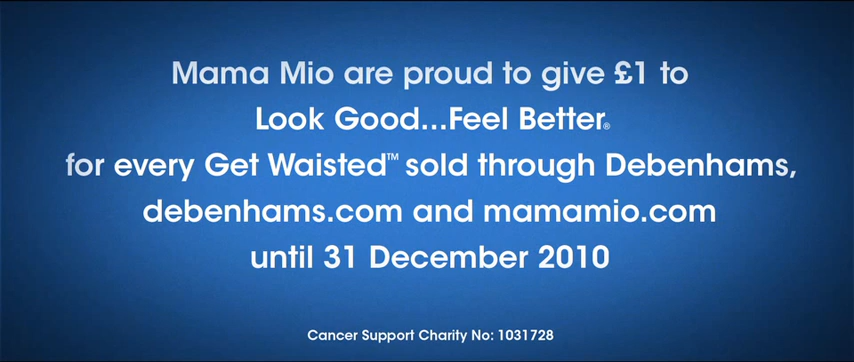 Mama Mio are proud to give £1 to
Look Good...Feel Better®
for every Get Waisted™ sold through Debenhams,
debenhams.com and mamamio.com
until 31 December 2010
Cancer Support Charity No: 1031728